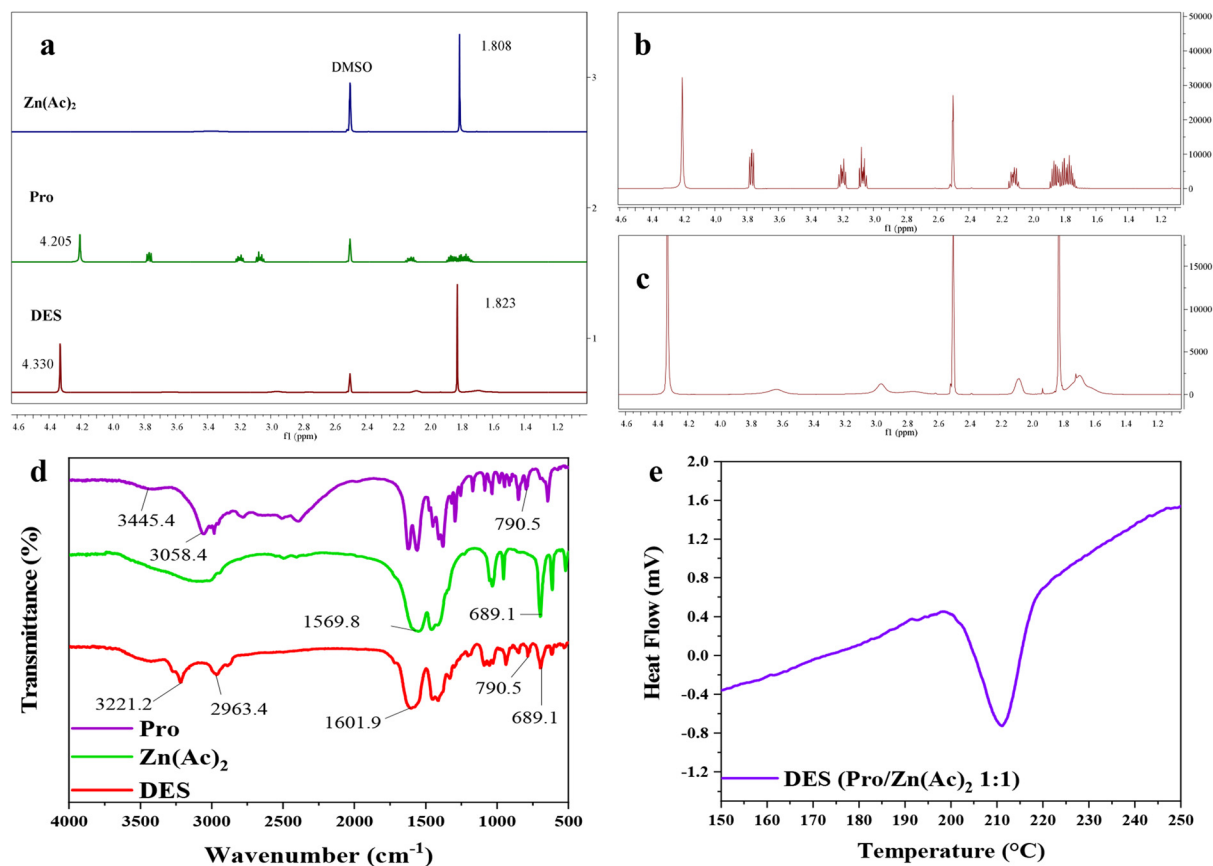 a
1.808
DMSO
Zn(Ac)₂
3
Pro
2
4.205
DES
1.823
1
4.330
4.6 4.4 4.2 4.0 3.8 3.6 3.4 3.2 3.0 2.8 2.6 2.4 2.2 2.0 1.8 1.6 1.4 1.2
f1 (ppm)
b
50000
40000
30000
20000
10000
0
4.6 4.4 4.2 4.0 3.8 3.6 3.4 3.2 3.0 2.8 2.6 2.4 2.2 2.0 1.8 1.6 1.4 1.2
f1 (ppm)
c
15000
10000
5000
0
4.6 4.4 4.2 4.0 3.8 3.6 3.4 3.2 3.0 2.8 2.6 2.4 2.2 2.0 1.8 1.6 1.4 1.2
f1 (ppm)
d
Transmittance (%)
3445.4
3058.4
790.5
1569.8
689.1
3221.2
2963.4
1601.9
790.5
689.1
Pro
Zn(Ac)₂
DES
4000 3500 3000 2500 2000 1500 1000 500
Wavenumber (cm⁻¹)
e
Heat Flow (mV)
2.0
1.6
1.2
0.8
0.4
0.0
-0.4
-0.8
-1.2
DES (Pro/Zn(Ac)₂ 1:1)
150 160 170 180 190 200 210 220 230 240 250
Temperature (°C)